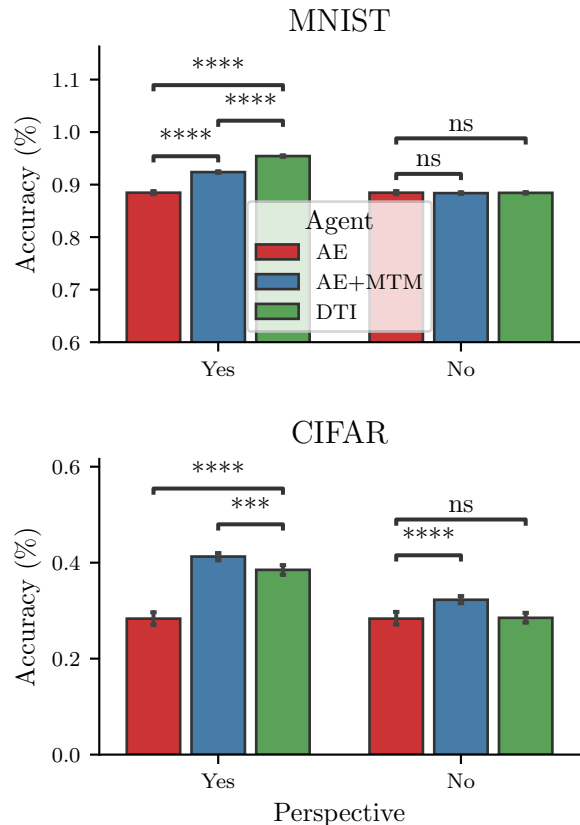 MNIST
Accuracy (%)
1.1
1.0
0.9
0.8
0.7
0.6
****
****
****
ns
ns
Agent
AE
AE+MTM
DTI
Yes
No
CIFAR
Accuracy (%)
0.6
0.4
0.2
0.0
****
***
ns
****
Yes
No
Perspective